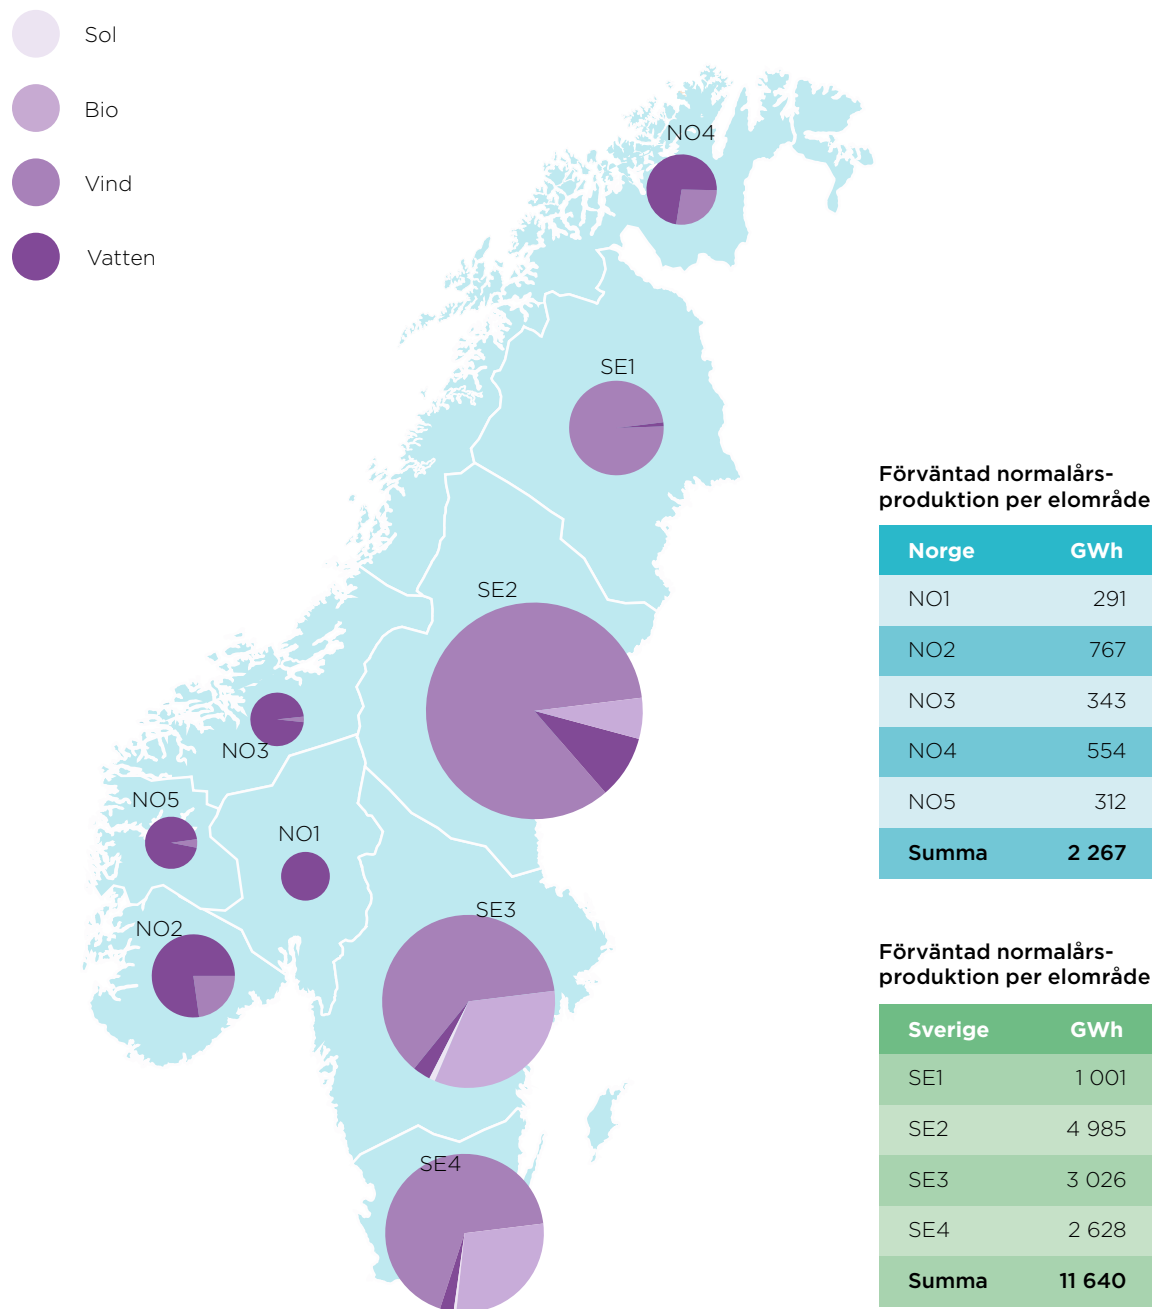 Sol
Bio
Vind
Vatten
NO4
SE1
SE2
NO3
NO5
NO1
SE3
NO2
SE4
Förväntad normalårs-
produktion per elområde
Norge GWh
NO1 291
NO2 767
NO3 343
NO4 554
NO5 312
Summa 2 267
Förväntad normalårs-
produktion per elområde
Sverige GWh
SE1 1 001
SE2 4 985
SE3 3 026
SE4 2 628
Summa 11 640